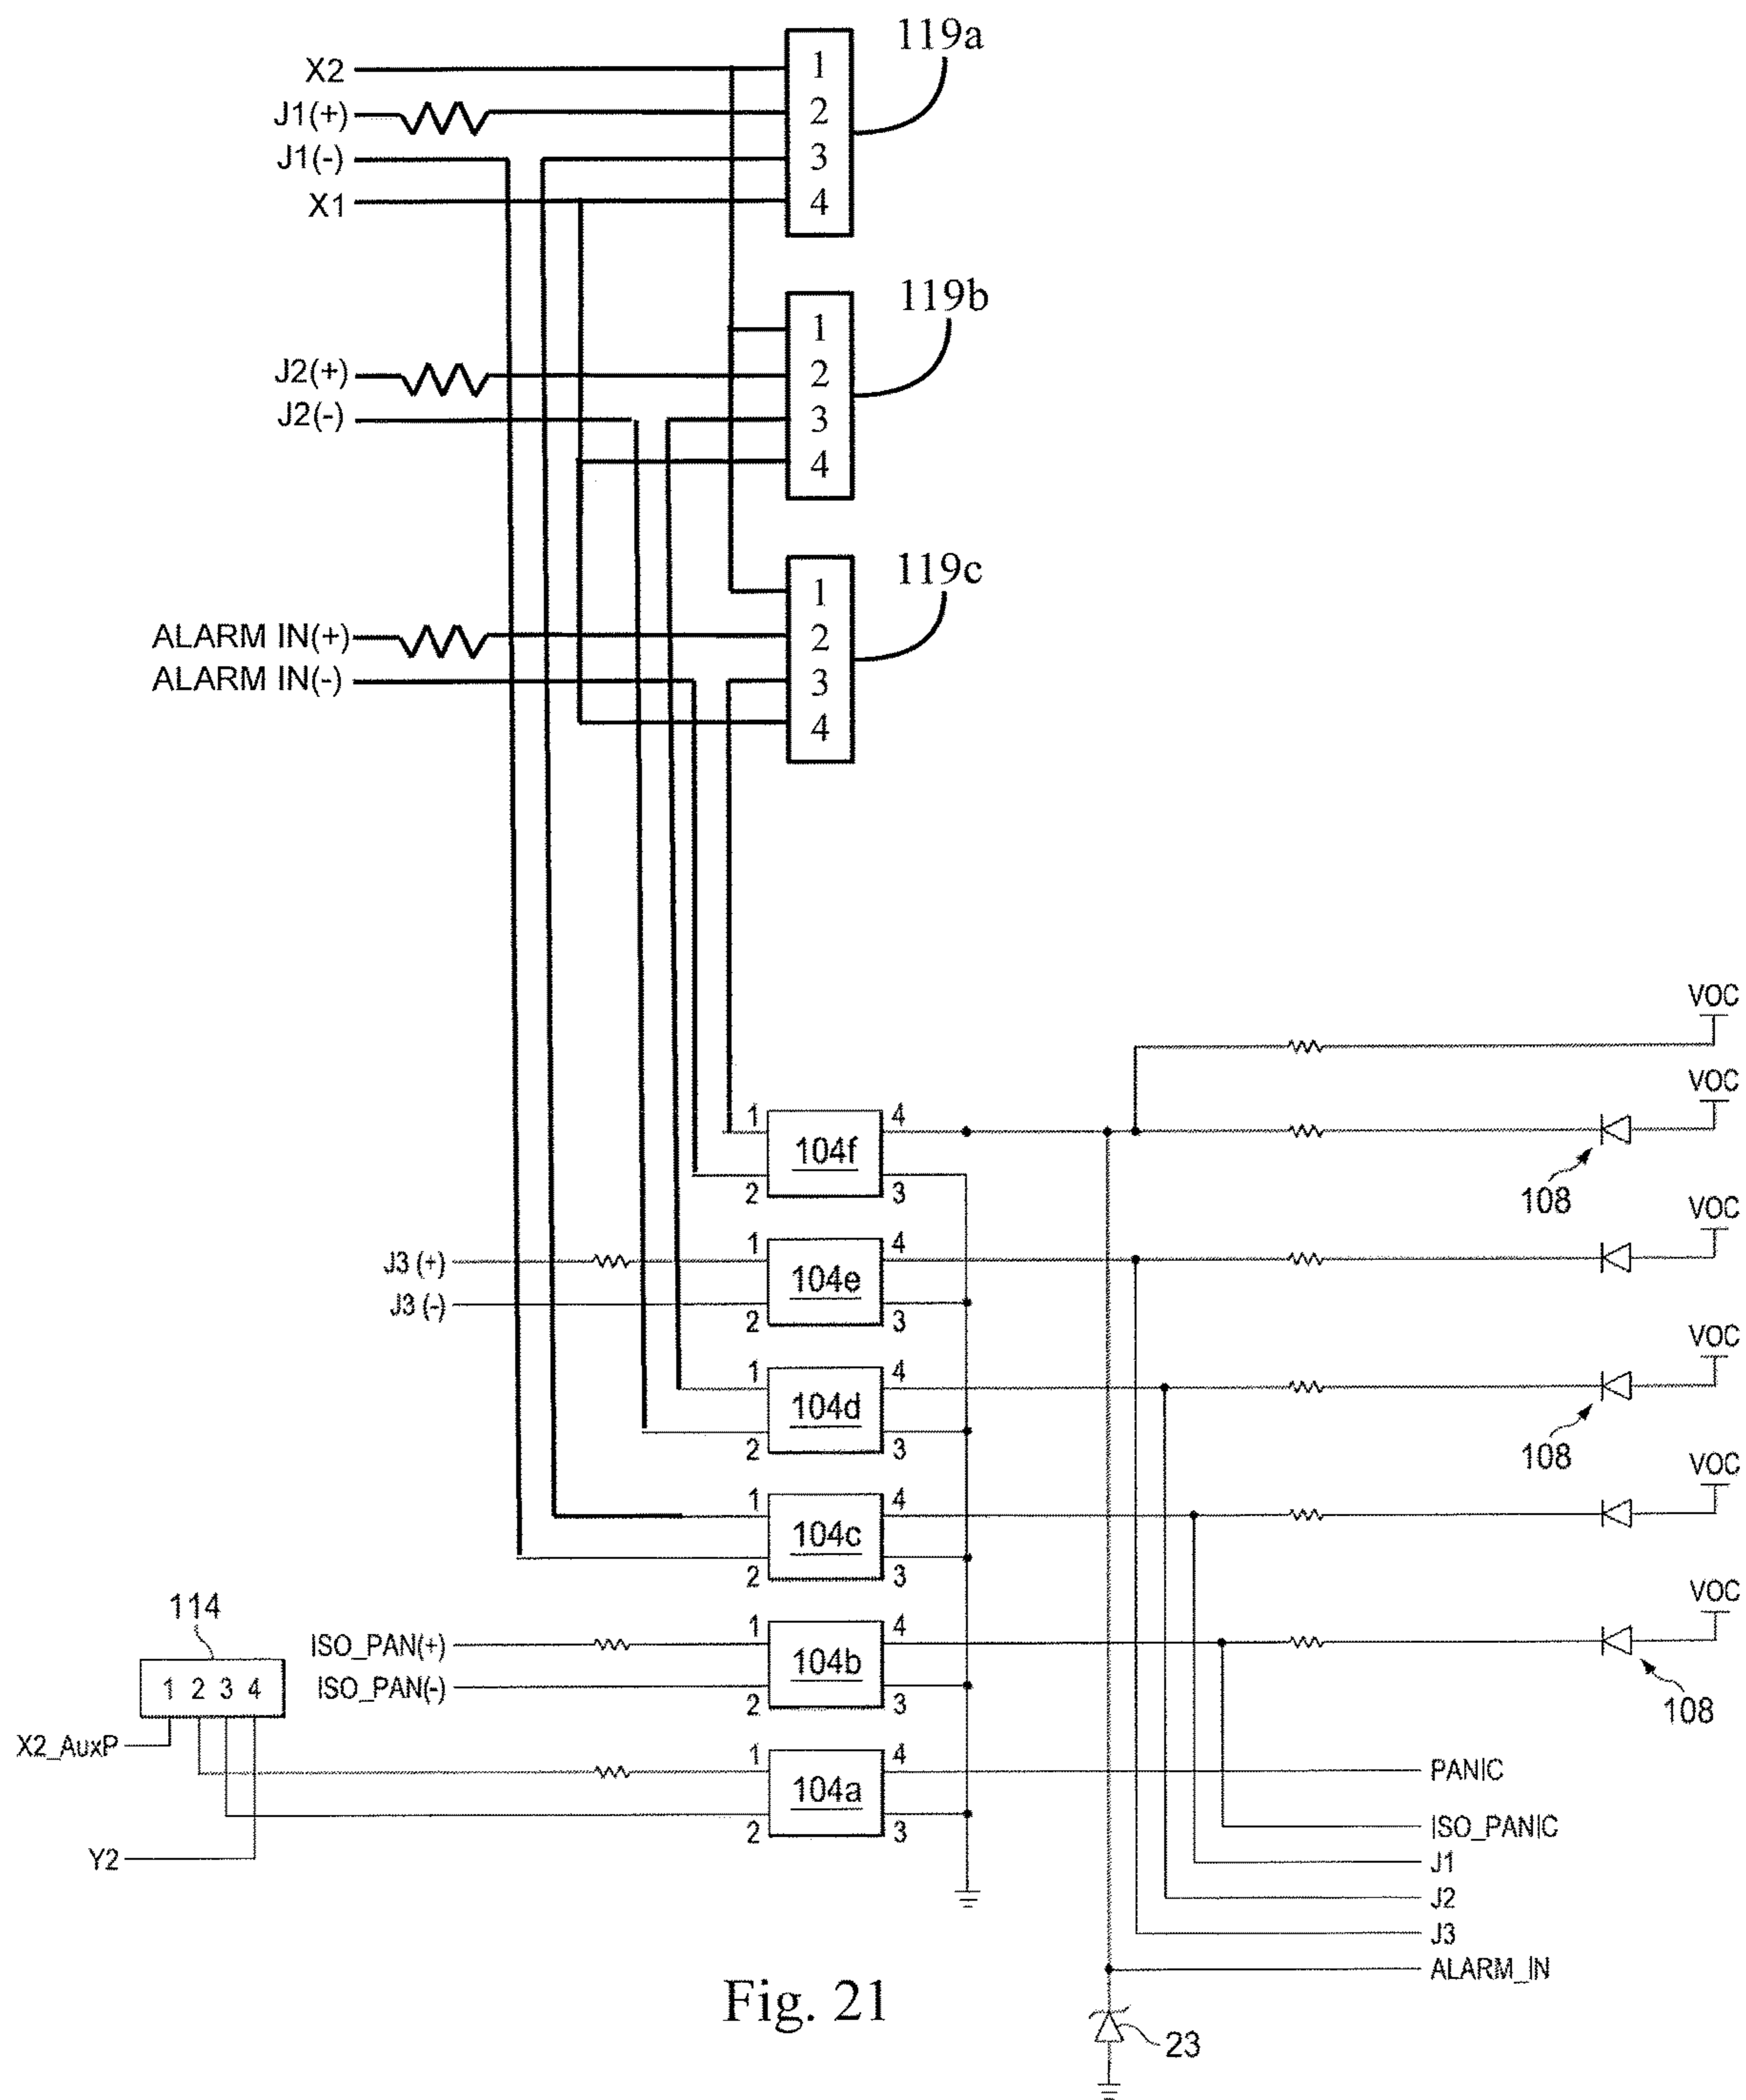 119a
X2
1
J1(+)
2
J1(-)
3
X1
4
119b
1
J2(+)
2
J2(-)
3
4
119c
1
ALARM IN(+)
2
ALARM IN(-)
3
4
VOC
VOC
1
4
104f
2
3
108
VOC
J3 (+)
1
4
104e
J3 (-)
2
3
VOC
1
4
104d
2
3
108
VOC
1
4
104c
2
3
VOC
114
ISO_PAN(+)
1
4
104b
1 2 3 4
ISO_PAN(-)
2
3
108
X2_AuxP
1
4
PANIC
104a
2
3
ISO_PANIC
Y2
J1
J2
J3
ALARM_IN
Fig. 21
23